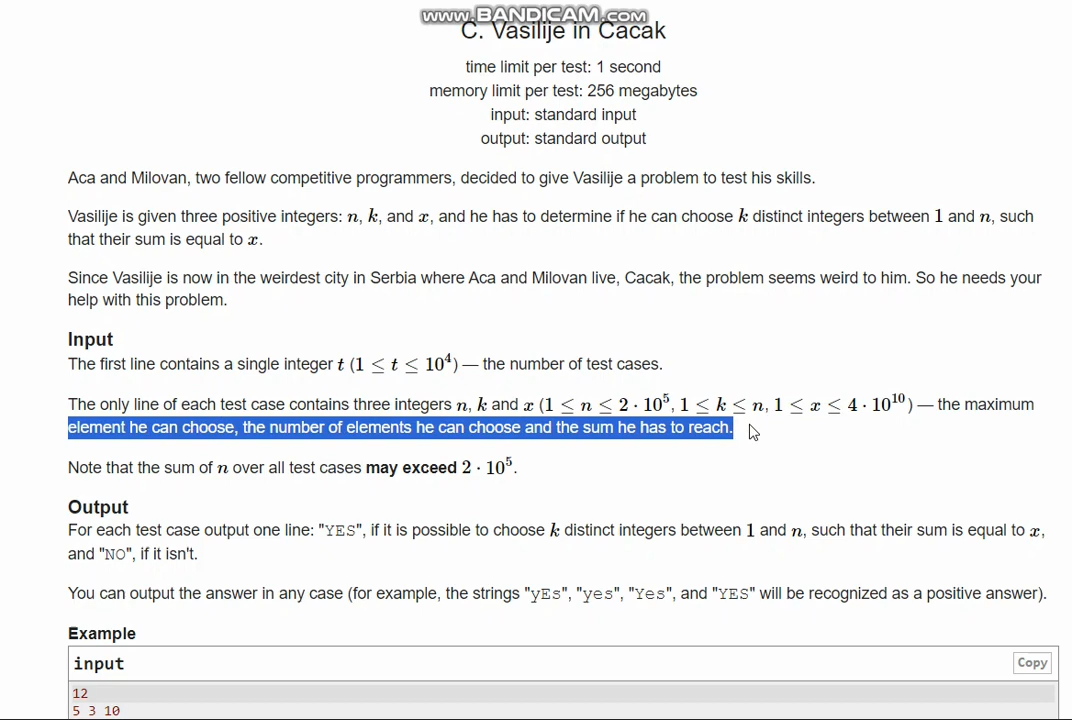 www.BANDICAM.com
C. Vasilije in Cacak
time limit per test: 1 second
memory limit per test: 256 megabytes
input: standard input
output: standard output
Aca and Milovan, two fellow competitive programmers, decided to give Vasilije a problem to test his skills.
Vasilije is given three positive integers: n, k, and x, and he has to determine if he can choose k distinct integers between 1 and n, such
that their sum is equal to x.
Since Vasilije is now in the weirdest city in Serbia where Aca and Milovan live, Cacak, the problem seems weird to him. So he needs your
help with this problem.
Input
The first line contains a single integer t (1 ≤ t ≤ 10⁴) — the number of test cases.
The only line of each test case contains three integers n, k and x (1 ≤ n ≤ 2 · 10⁵, 1 ≤ k ≤ n, 1 ≤ x ≤ 4 · 10¹⁰) — the maximum
element he can choose, the number of elements he can choose and the sum he has to reach.
Note that the sum of n over all test cases may exceed 2 · 10⁵.
Output
For each test case output one line: "YES", if it is possible to choose k distinct integers between 1 and n, such that their sum is equal to x,
and "NO", if it isn't.
You can output the answer in any case (for example, the strings "yEs", "yes", "Yes", and "YES" will be recognized as a positive answer).
Example
input Copy
12
5 3 10